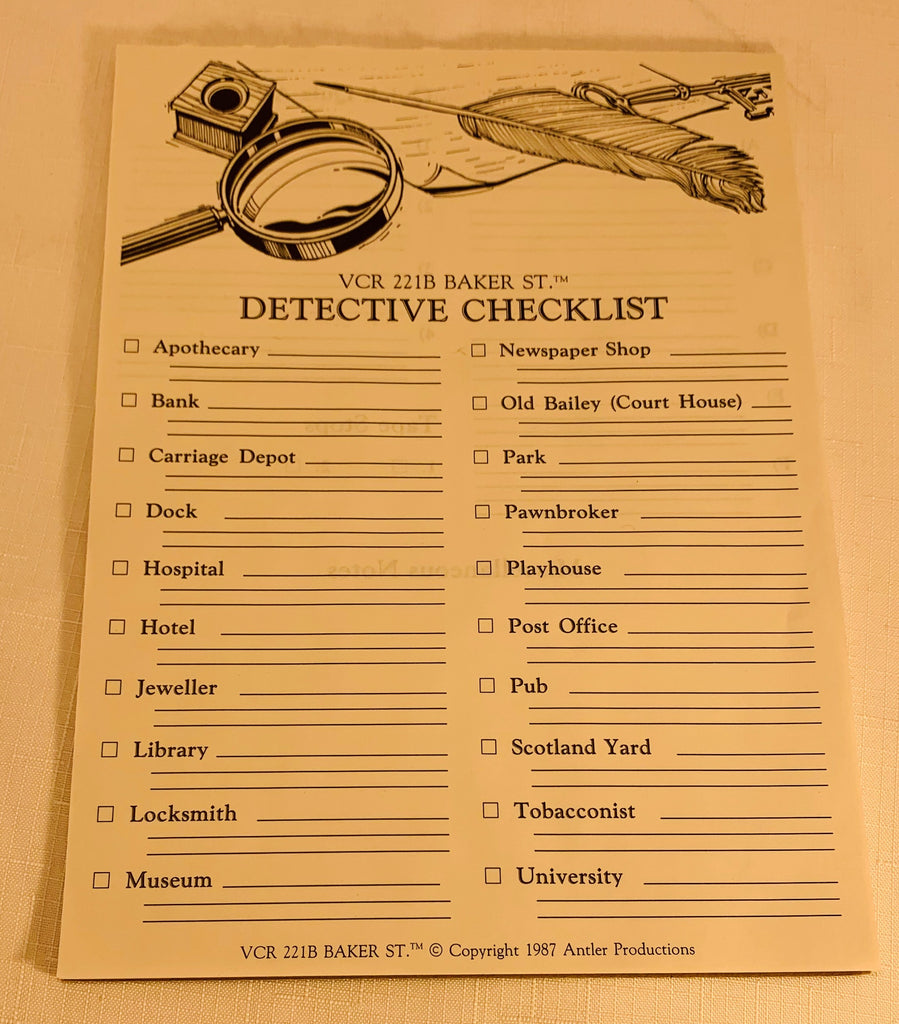 VCR 221B BAKER ST.™
DETECTIVE CHECKLIST
Apothecary
Bank
Carriage Depot
Dock
Hospital
Hotel
Jeweller
Library
Locksmith
Museum
Newspaper Shop
Old Bailey (Court House)
Park
Pawnbroker
Playhouse
Post Office
Pub
Scotland Yard
Tobacconist
University
VCR 221B BAKER ST.™ © Copyright 1987 Antler Productions